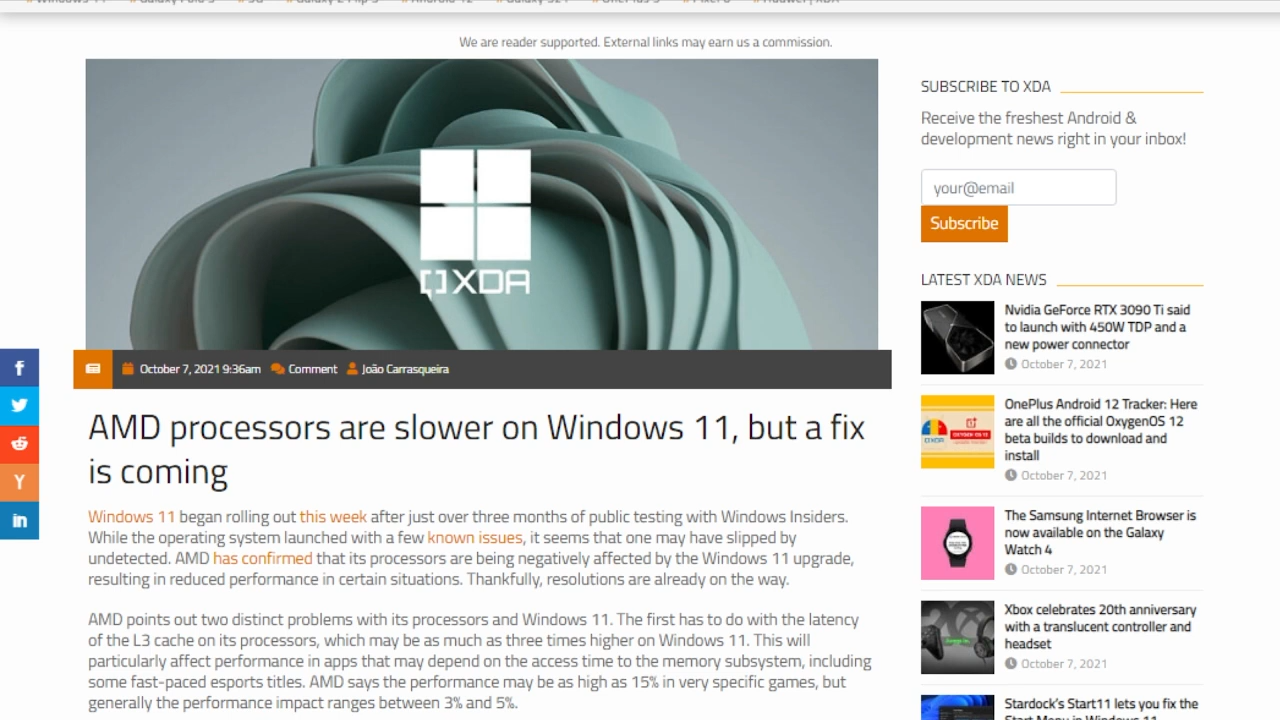 We are reader supported. External links may earn us a commission.
XDA
October 7, 2021 9:36am Comment João Carrasqueira
AMD processors are slower on Windows 11, but a fix
is coming
Windows 11 began rolling out this week after just over three months of public testing with Windows Insiders.
While the operating system launched with a few known issues, it seems that one may have slipped by
undetected. AMD has confirmed that its processors are being negatively affected by the Windows 11 upgrade,
resulting in reduced performance in certain situations. Thankfully, resolutions are already on the way.
AMD points out two distinct problems with its processors and Windows 11. The first has to do with the latency
of the L3 cache on its processors, which may be as much as three times higher on Windows 11. This will
particularly affect performance in apps that may depend on the access time to the memory subsystem, including
some fast-paced esports titles. AMD says the performance may be as high as 15% in very specific games, but
generally the performance impact ranges between 3% and 5%.
SUBSCRIBE TO XDA
Receive the freshest Android &
development news right in your inbox!
your@email
Subscribe
LATEST XDA NEWS
Nvidia GeForce RTX 3090 Ti said
to launch with 450W TDP and a
new power connector
October 7, 2021
OnePlus Android 12 Tracker: Here
are all the official OxygenOS 12
beta builds to download and
install
October 7, 2021
The Samsung Internet Browser is
now available on the Galaxy
Watch 4
October 7, 2021
Xbox celebrates 20th anniversary
with a translucent controller and
headset
October 7, 2021
Stardock's Start11 lets you fix the
Start Menu in Windows 11